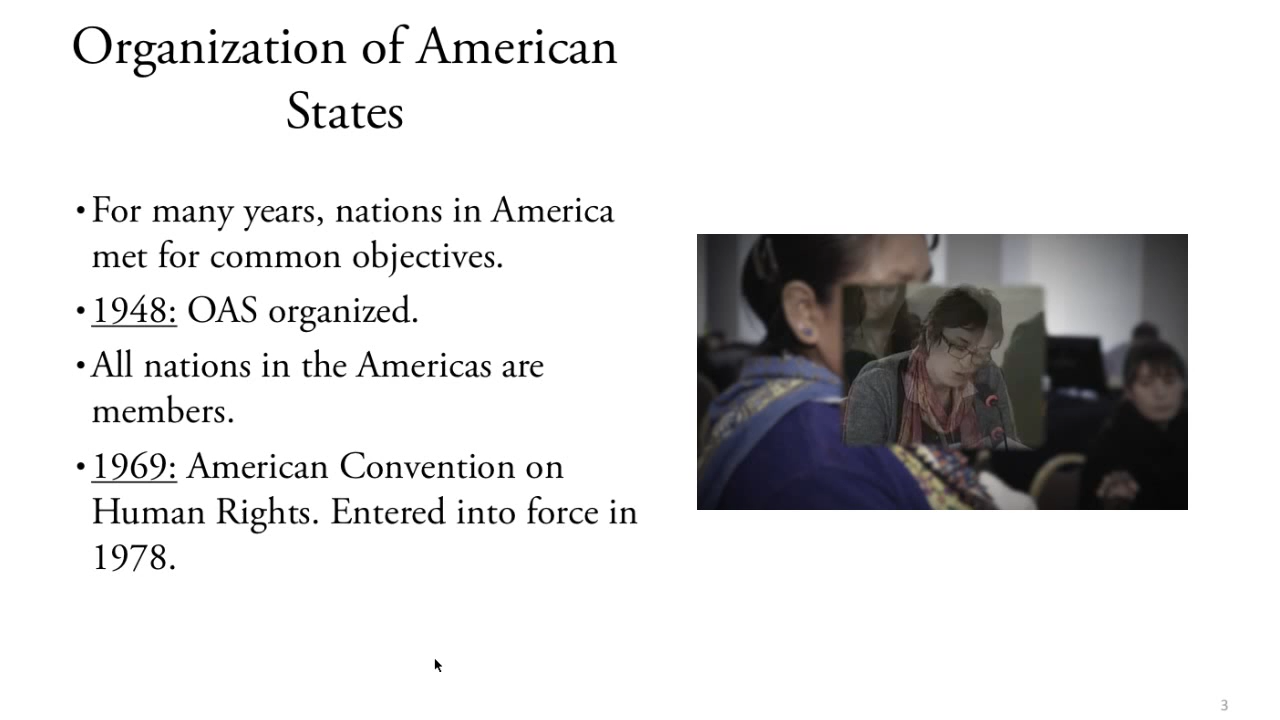 Organization of American
States
•For many years, nations in America
met for common objectives.
•1948: OAS organized.
•All nations in the Americas are
members.
•1969: American Convention on
Human Rights. Entered into force in
1978.
3